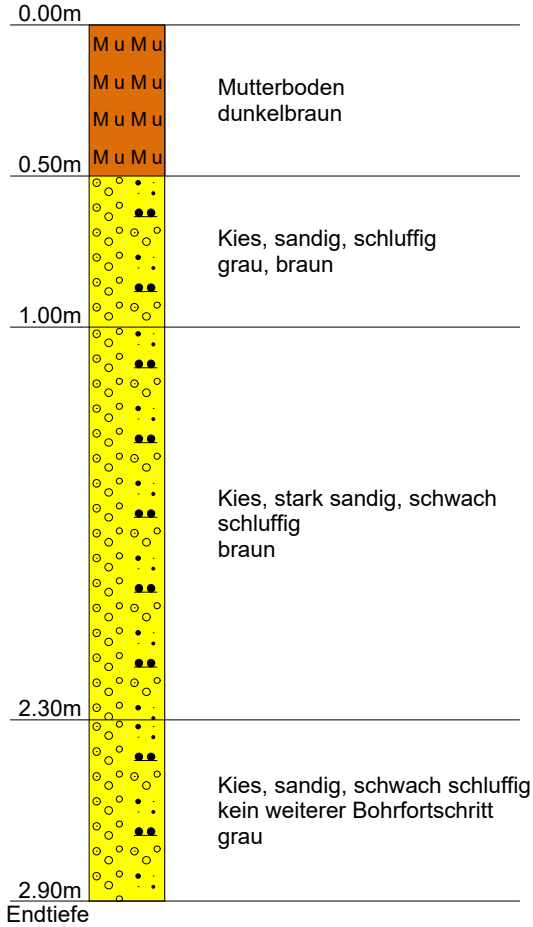 0.00m
M u M u
M u M u
M u M u
M u M u
Mutterboden
dunkelbraun
0.50m
Kies, sandig, schluffig
grau, braun
1.00m
Kies, stark sandig, schwach
schluffig
braun
2.30m
Kies, sandig, schwach schluffig
kein weiterer Bohrfortschritt
grau
2.90m
Endtiefe